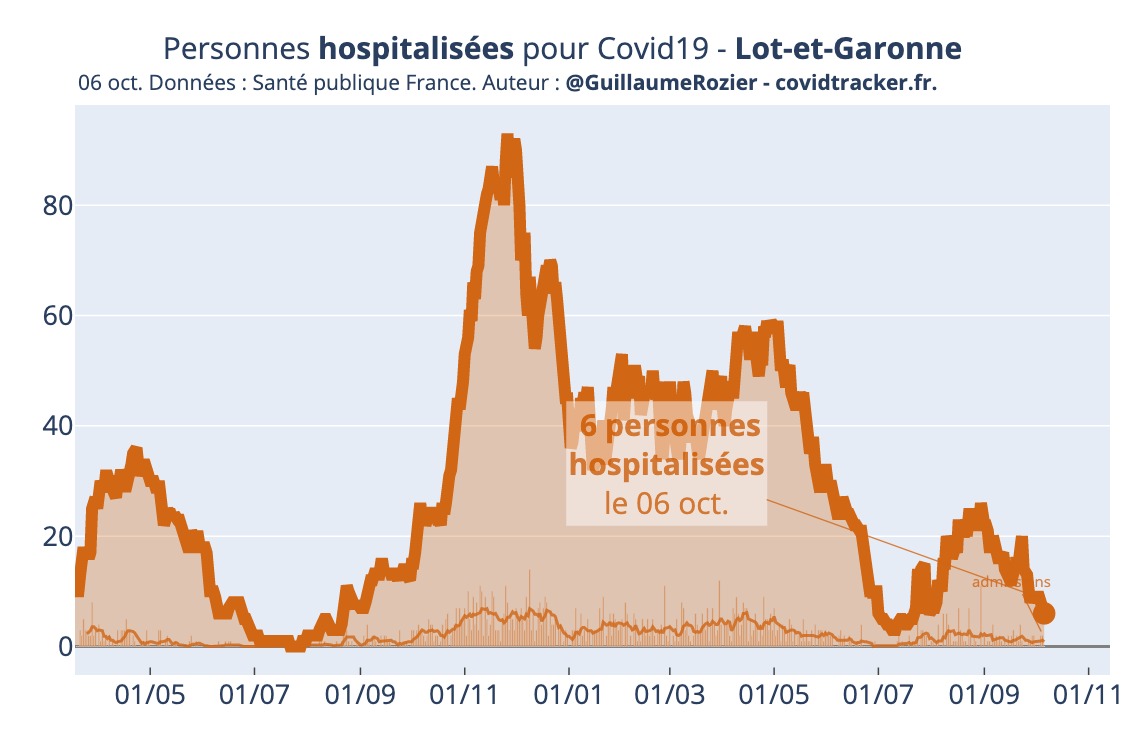 Personnes hospitalisées pour Covid19 - Lot-et-Garonne
06 oct. Données : Santé publique France. Auteur : @GuillaumeRozier - covidtracker.fr.
80
60
6 personnes
40
hospitalisées
le 06 oct.
20
admissions
0
01/05 01/07 01/09 01/11 01/01 01/03 01/05 01/07 01/09 01/11